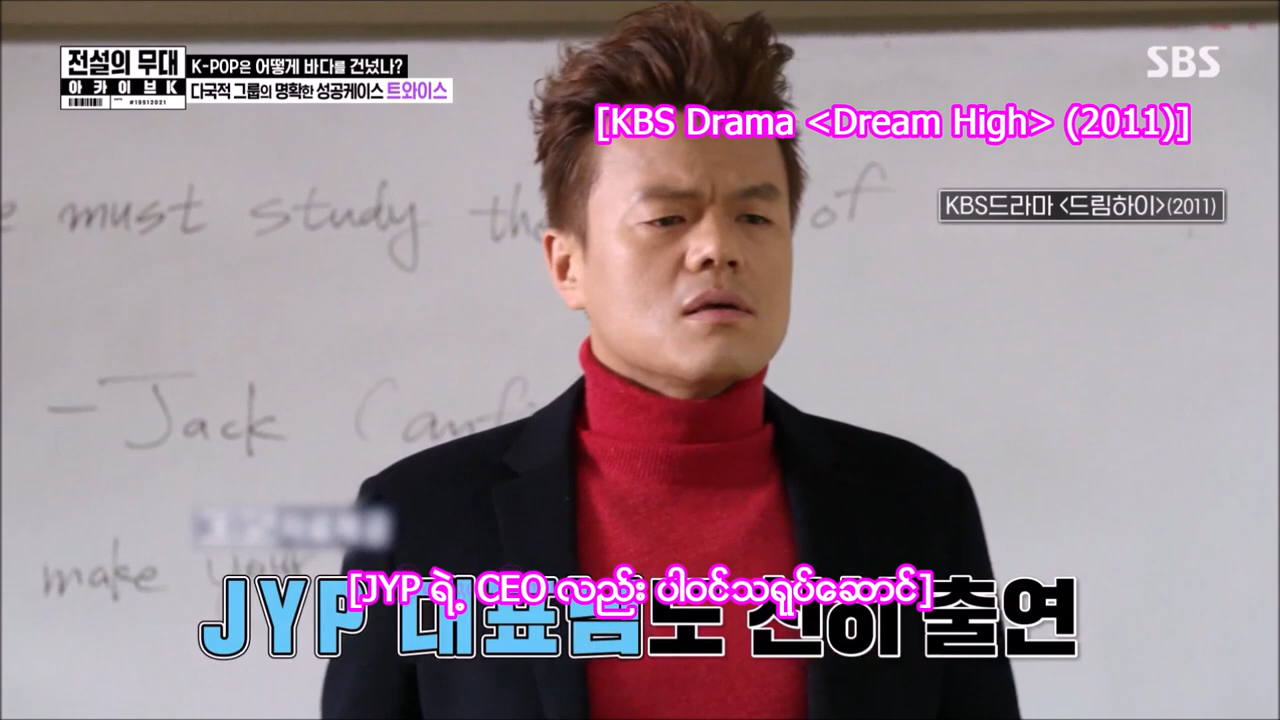 전설의 무대
아카이브K
#10512021
K-POP은 어떻게 바다를 건넜나?
다국적 그룹의 명확한 성공케이스 트와이스
SBS
[KBS Drama <Dream High> (2011)]
KBS드라마 <드림하이>(2011)
must study the of
- Jack
make your
[JYP ရဲ့ CEO လည်း ပါဝင်သရုပ်ဆောင်]
JYP 대표님도 친히 출연